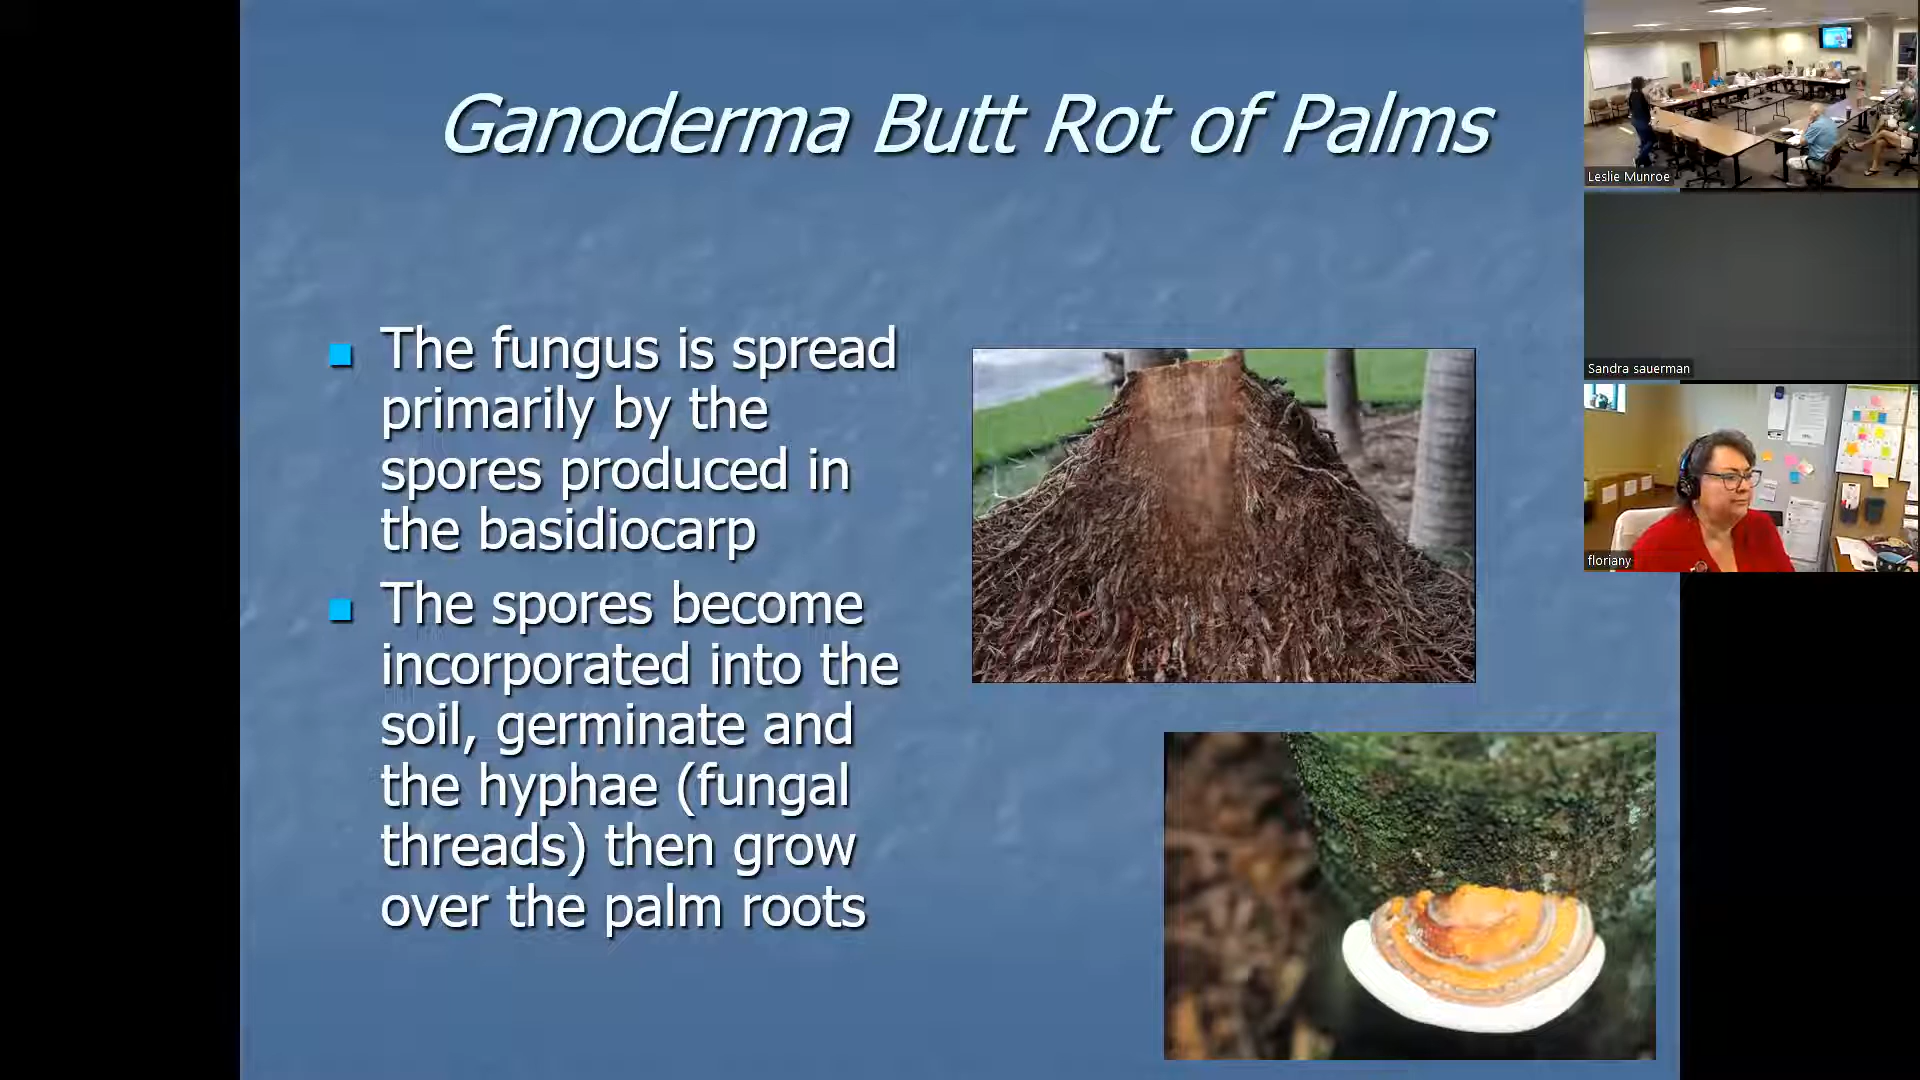 Ganoderma Butt Rot of Palms
The fungus is spread
primarily by the
spores produced in
the basidiocarp
The spores become
incorporated into the
soil, germinate and
the hyphae (fungal
threads) then grow
over the palm roots
Leslie Munroe
Sandra sauerman
floriany